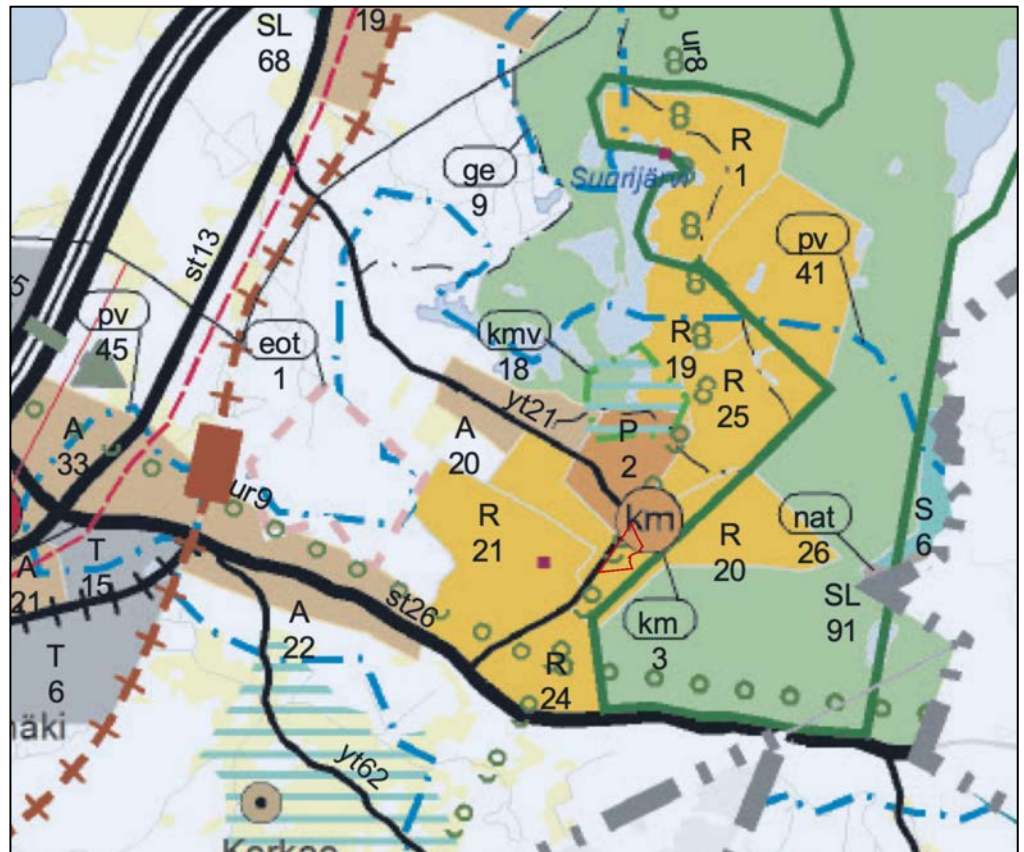 19
SL
68
ur8
R
1
ge
9
Suurijärvi
st13
pv
41
pv
45
eot
1
kmv
18
R
19
R
25
yt21
A
33
A
20
P
2
ur9
R
21
km
R
20
nat
26
S
6
T
15
A
21
st26
A
22
km
3
SL
91
R
24
T
6
mäki
yt62